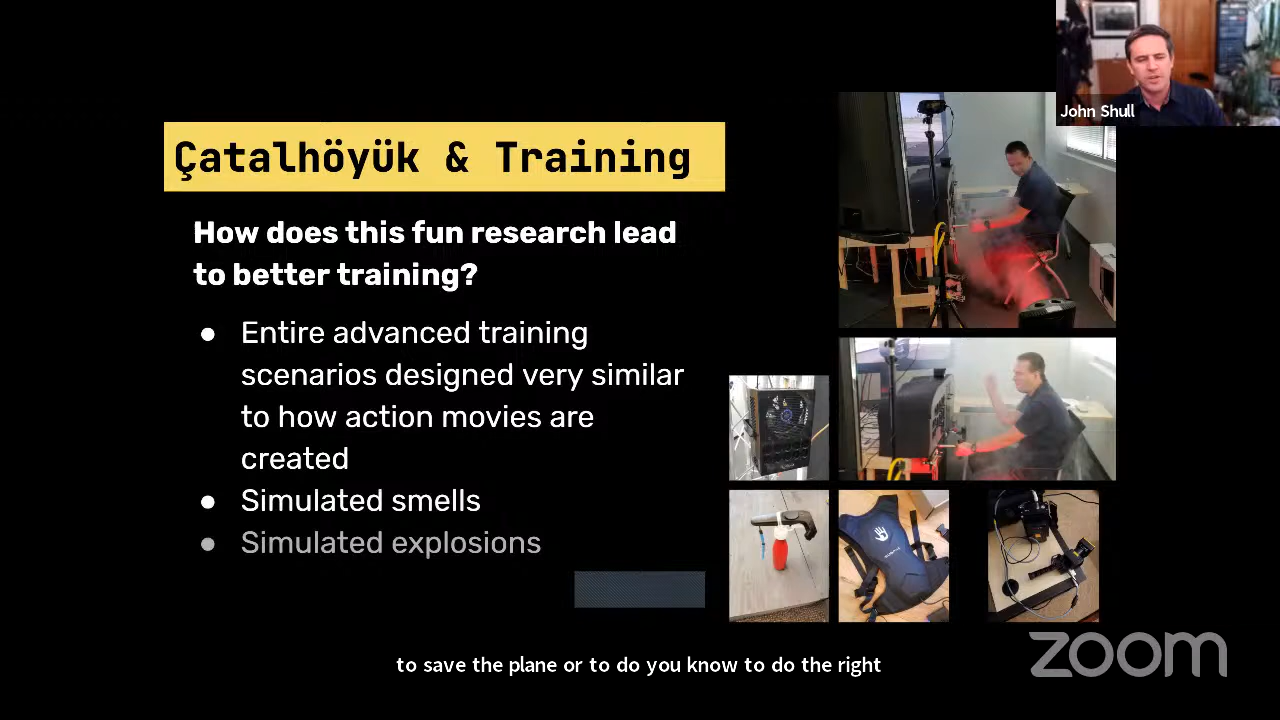 John Shull
Çatalhöyük & Training
How does this fun research lead
to better training?
● Entire advanced training
scenarios designed very similar
to how action movies are
created
● Simulated smells
● Simulated explosions
to save the plane or to do you know to do the right
zoom